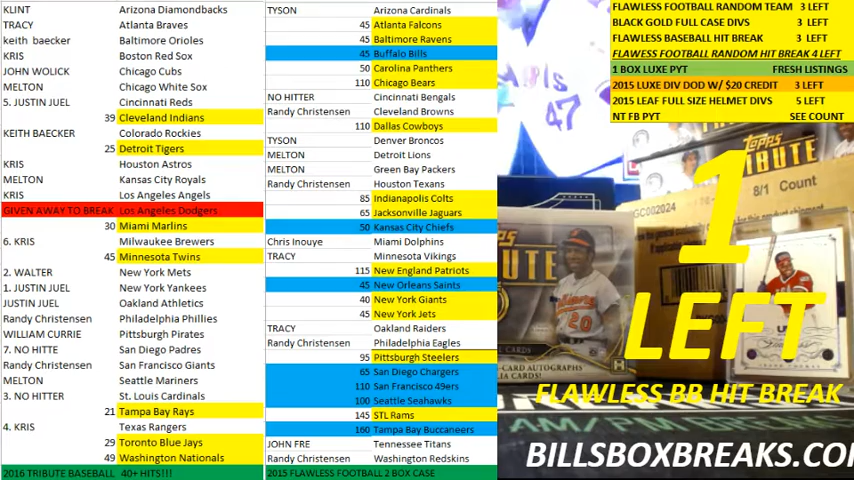 KLINT Arizona Diamondbacks
TRACY Atlanta Braves
keith baecker Baltimore Orioles
KRIS Boston Red Sox
JOHN WOLICK Chicago Cubs
MELTON Chicago White Sox
5. JUSTIN JUEL Cincinnati Reds
39 Cleveland Indians
KEITH BAECKER Colorado Rockies
25 Detroit Tigers
KRIS Houston Astros
MELTON Kansas City Royals
KRIS Los Angeles Angels
GIVEN AWAY TO BREAK Los Angeles Dodgers
30 Miami Marlins
6. KRIS Milwaukee Brewers
45 Minnesota Twins
2. WALTER New York Mets
1. JUSTIN JUEL New York Yankees
JUSTIN JUEL Oakland Athletics
Randy Christensen Philadelphia Phillies
WILLIAM CURRIE Pittsburgh Pirates
7. NO HITTE San Diego Padres
Randy Christensen San Francisco Giants
MELTON Seattle Mariners
3. NO HITTER St. Louis Cardinals
21 Tampa Bay Rays
4. KRIS Texas Rangers
29 Toronto Blue Jays
49 Washington Nationals
2016 TRIBUTE BASEBALL 40+ HITS!!!
TYSON Arizona Cardinals
45 Atlanta Falcons
45 Baltimore Ravens
45 Buffalo Bills
50 Carolina Panthers
110 Chicago Bears
NO HITTER Cincinnati Bengals
Randy Christensen Cleveland Browns
110 Dallas Cowboys
TYSON Denver Broncos
MELTON Detroit Lions
MELTON Green Bay Packers
Randy Christensen Houston Texans
85 Indianapolis Colts
65 Jacksonville Jaguars
50 Kansas City Chiefs
Chris Inouye Miami Dolphins
TRACY Minnesota Vikings
115 New England Patriots
45 New Orleans Saints
40 New York Giants
45 New York Jets
TRACY Oakland Raiders
Randy Christensen Philadelphia Eagles
95 Pittsburgh Steelers
65 San Diego Chargers
110 San Francisco 49ers
100 Seattle Seahawks
145 STL Rams
160 Tampa Bay Buccaneers
JOHN FRE Tennessee Titans
Randy Christensen Washington Redskins
2015 FLAWLESS FOOTBALL 2 BOX CASE
FLAWLESS FOOTBALL RANDOM TEAM 3 LEFT
BLACK GOLD FULL CASE DIVS 3 LEFT
FLAWLESS BASEBALL HIT BREAK 3 LEFT
FLAWLESS FOOTBALL RANDOM HIT BREAK 4 LEFT
1 BOX LUXE PYT FRESH LISTINGS
2015 LUXE DIV DOD W/ $20 CREDIT 3 LEFT
2015 LEAF FULL SIZE HELMET DIVS 5 LEFT
NT FB PYT SEE COUNT
47
TOPPS
TRIBUTE
8/1 Count
GC002024
1
LEFT
Indians
20
FLAWLESS BB HIT BREAK
AM/PM BRE
BILLSBOXBREAKS.CO